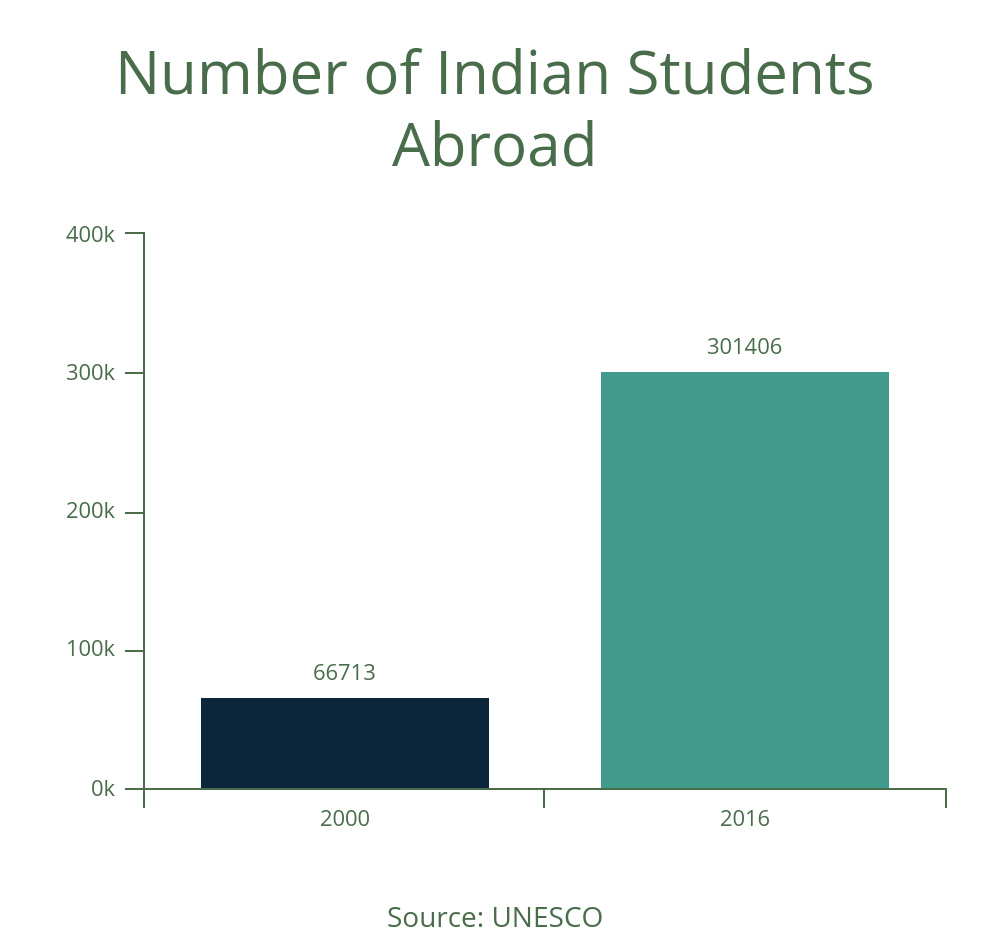 Number of Indian Students
Abroad
400k
300k
200k
100k
0k
66713
301406
2000
2016
Source: UNESCO